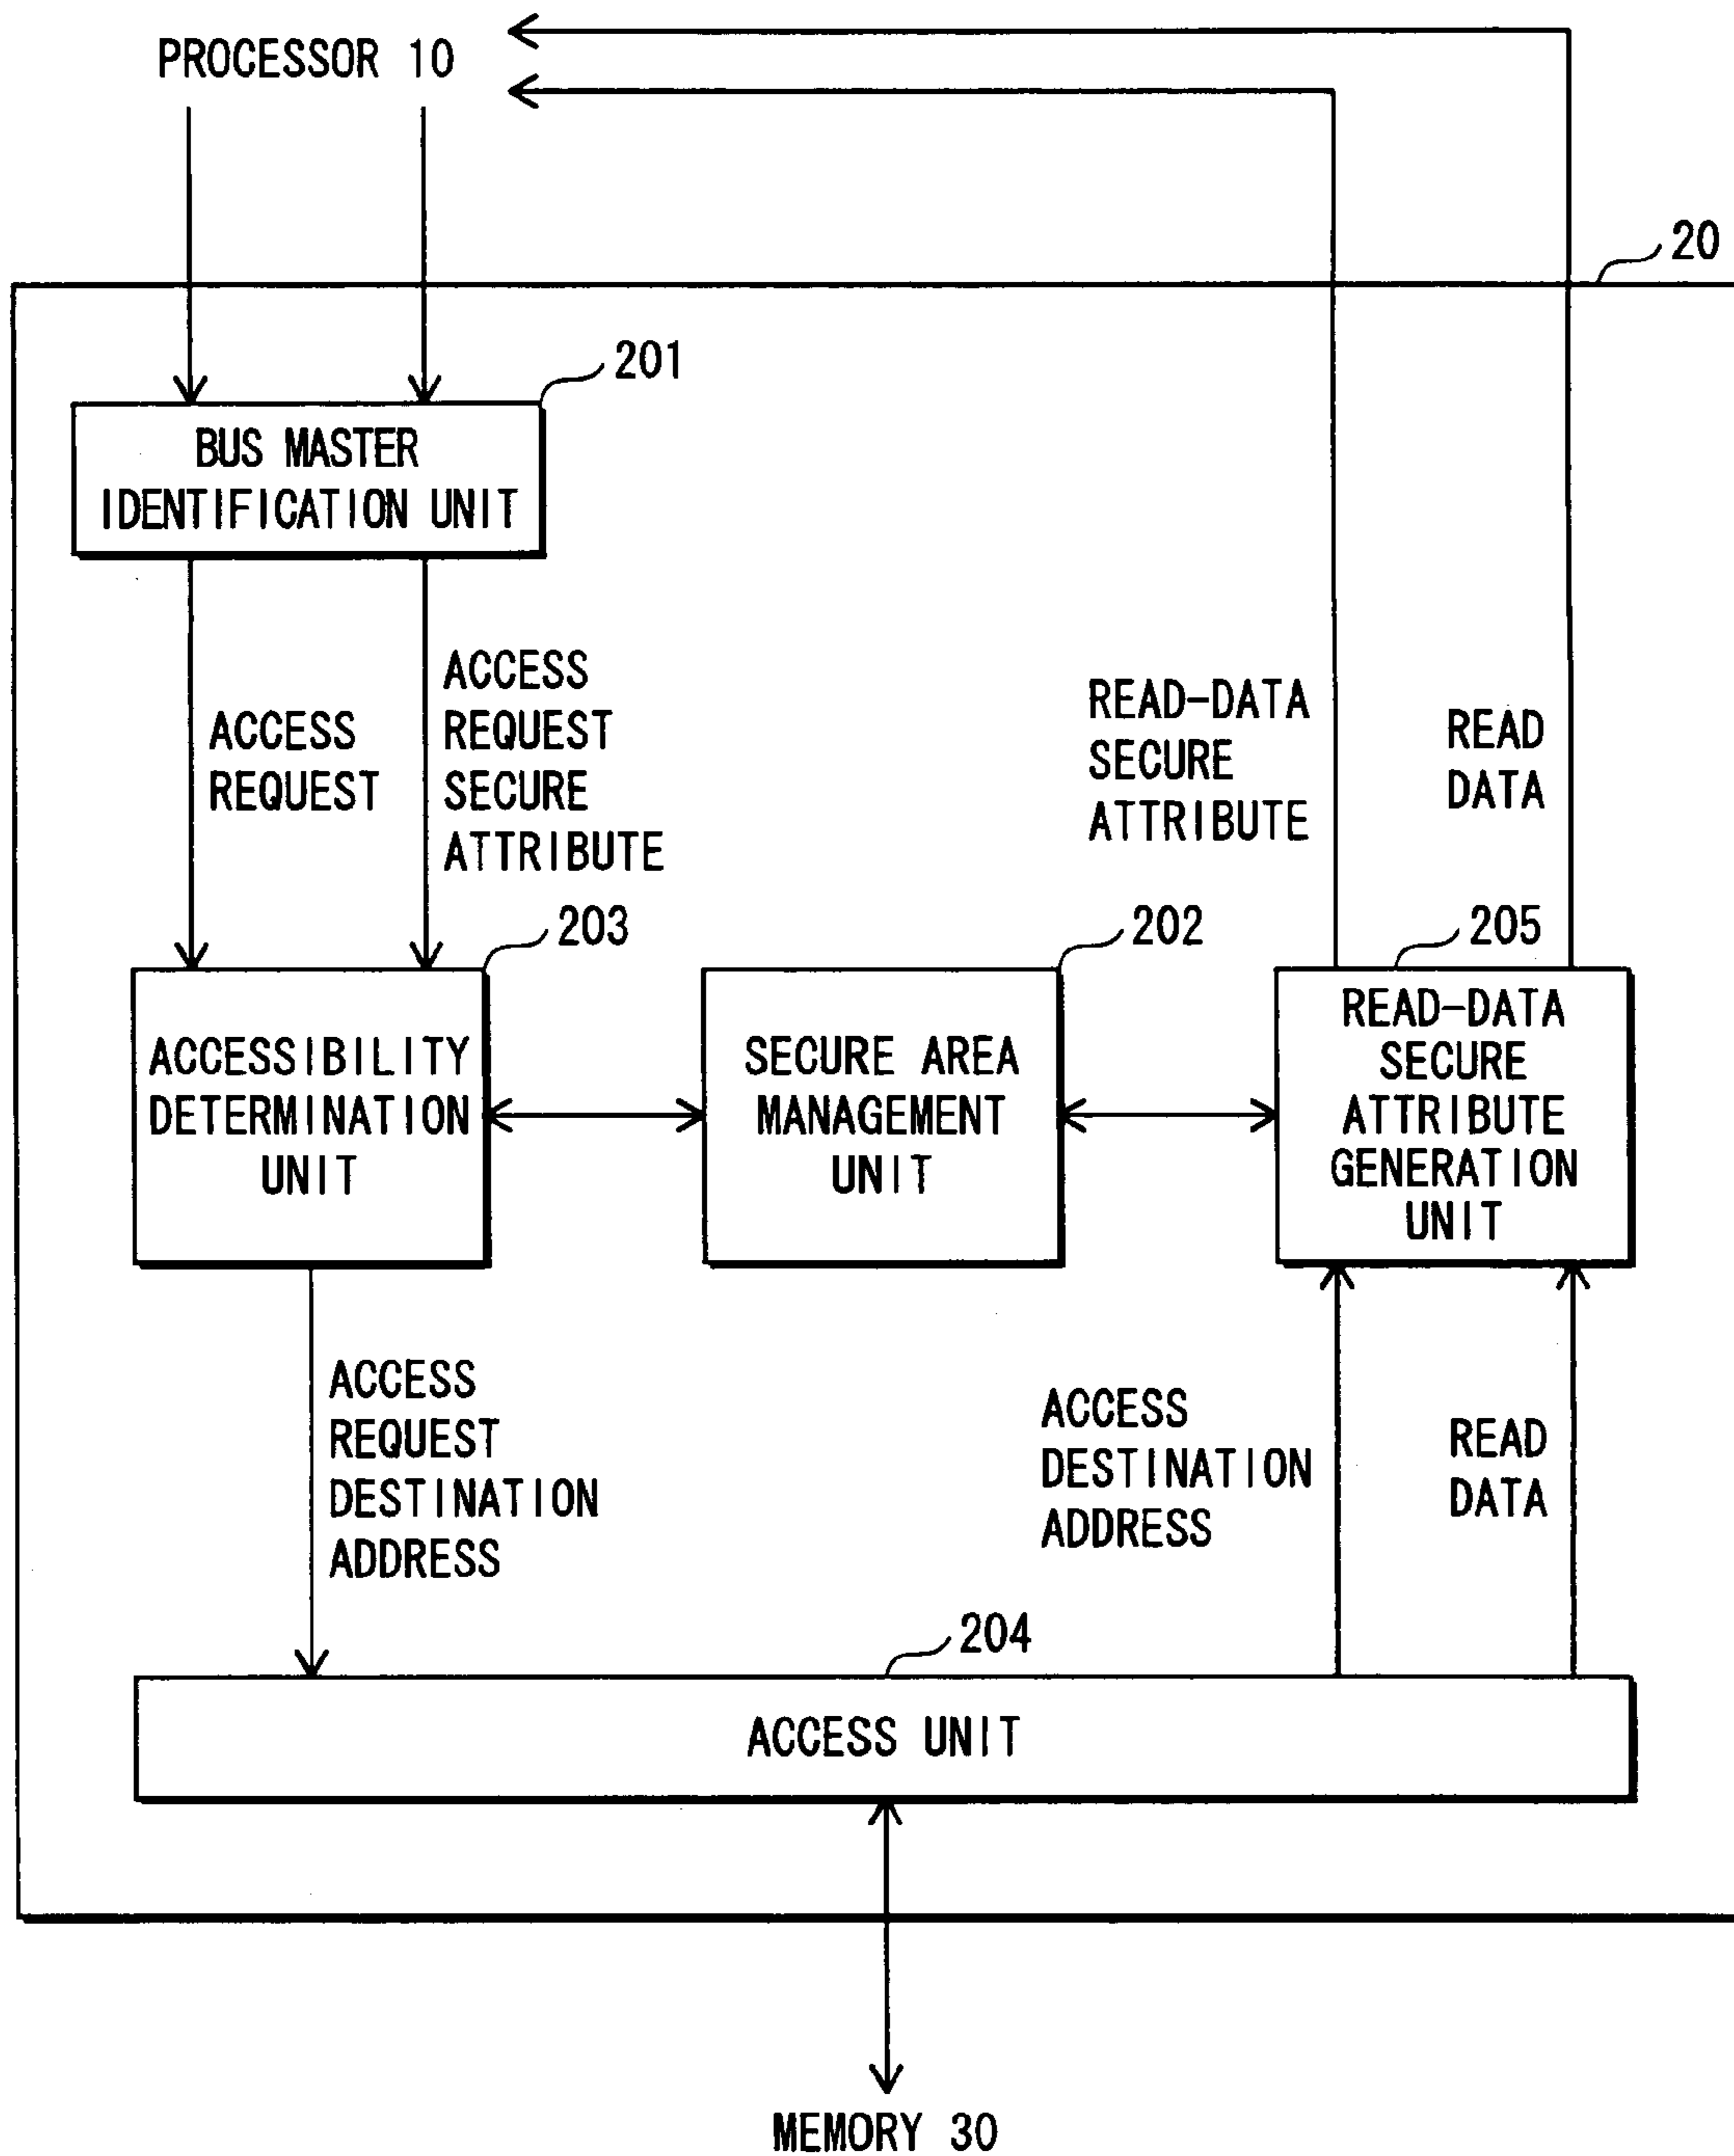 PROCESSOR 10
20
201
BUS MASTER
IDENTIFICATION UNIT
ACCESS
REQUEST
ACCESS
REQUEST
SECURE
ATTRIBUTE
READ-DATA
SECURE
ATTRIBUTE
READ
DATA
203
ACCESSIBILITY
DETERMINATION
UNIT
202
SECURE AREA
MANAGEMENT
UNIT
205
READ-DATA
SECURE
ATTRIBUTE
GENERATION
UNIT
ACCESS
REQUEST
DESTINATION
ADDRESS
ACCESS
DESTINATION
ADDRESS
READ
DATA
204
ACCESS UNIT
MEMORY 30